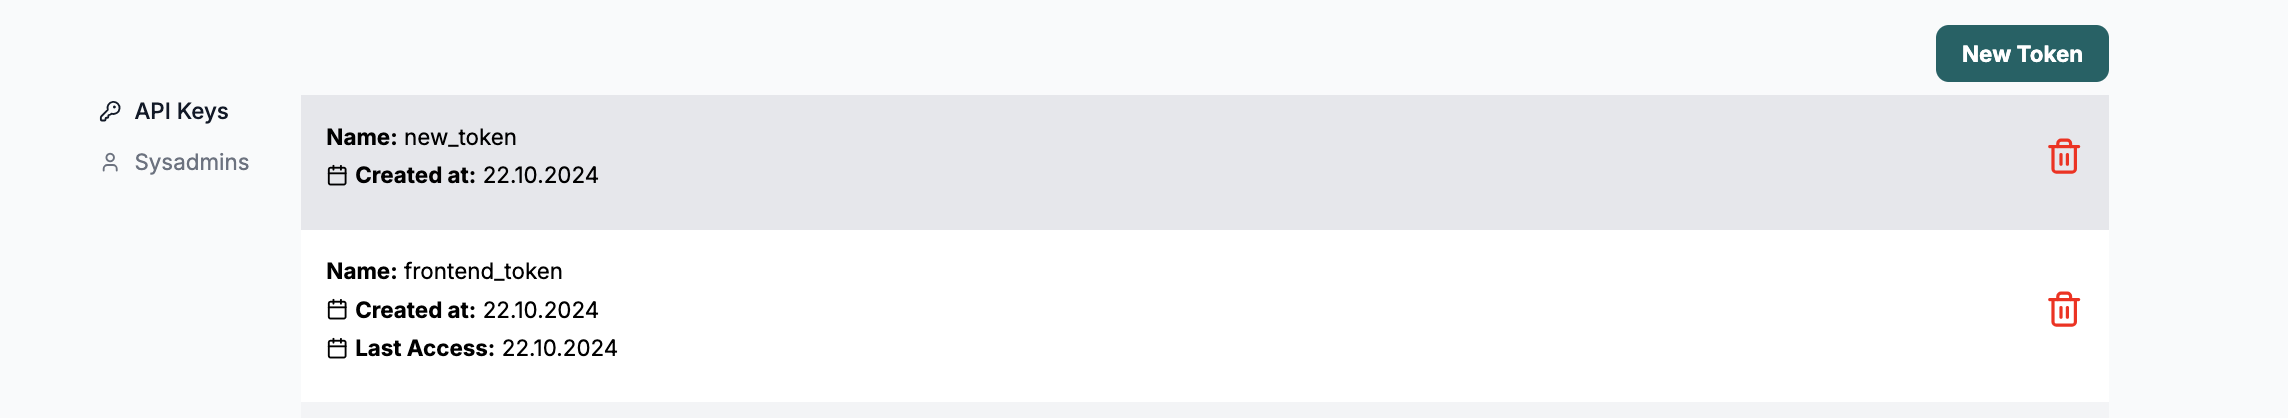 New Token
API Keys
Sysadmins
Name: new_token
Created at: 22.10.2024
Name: frontend_token
Created at: 22.10.2024
Last Access: 22.10.2024